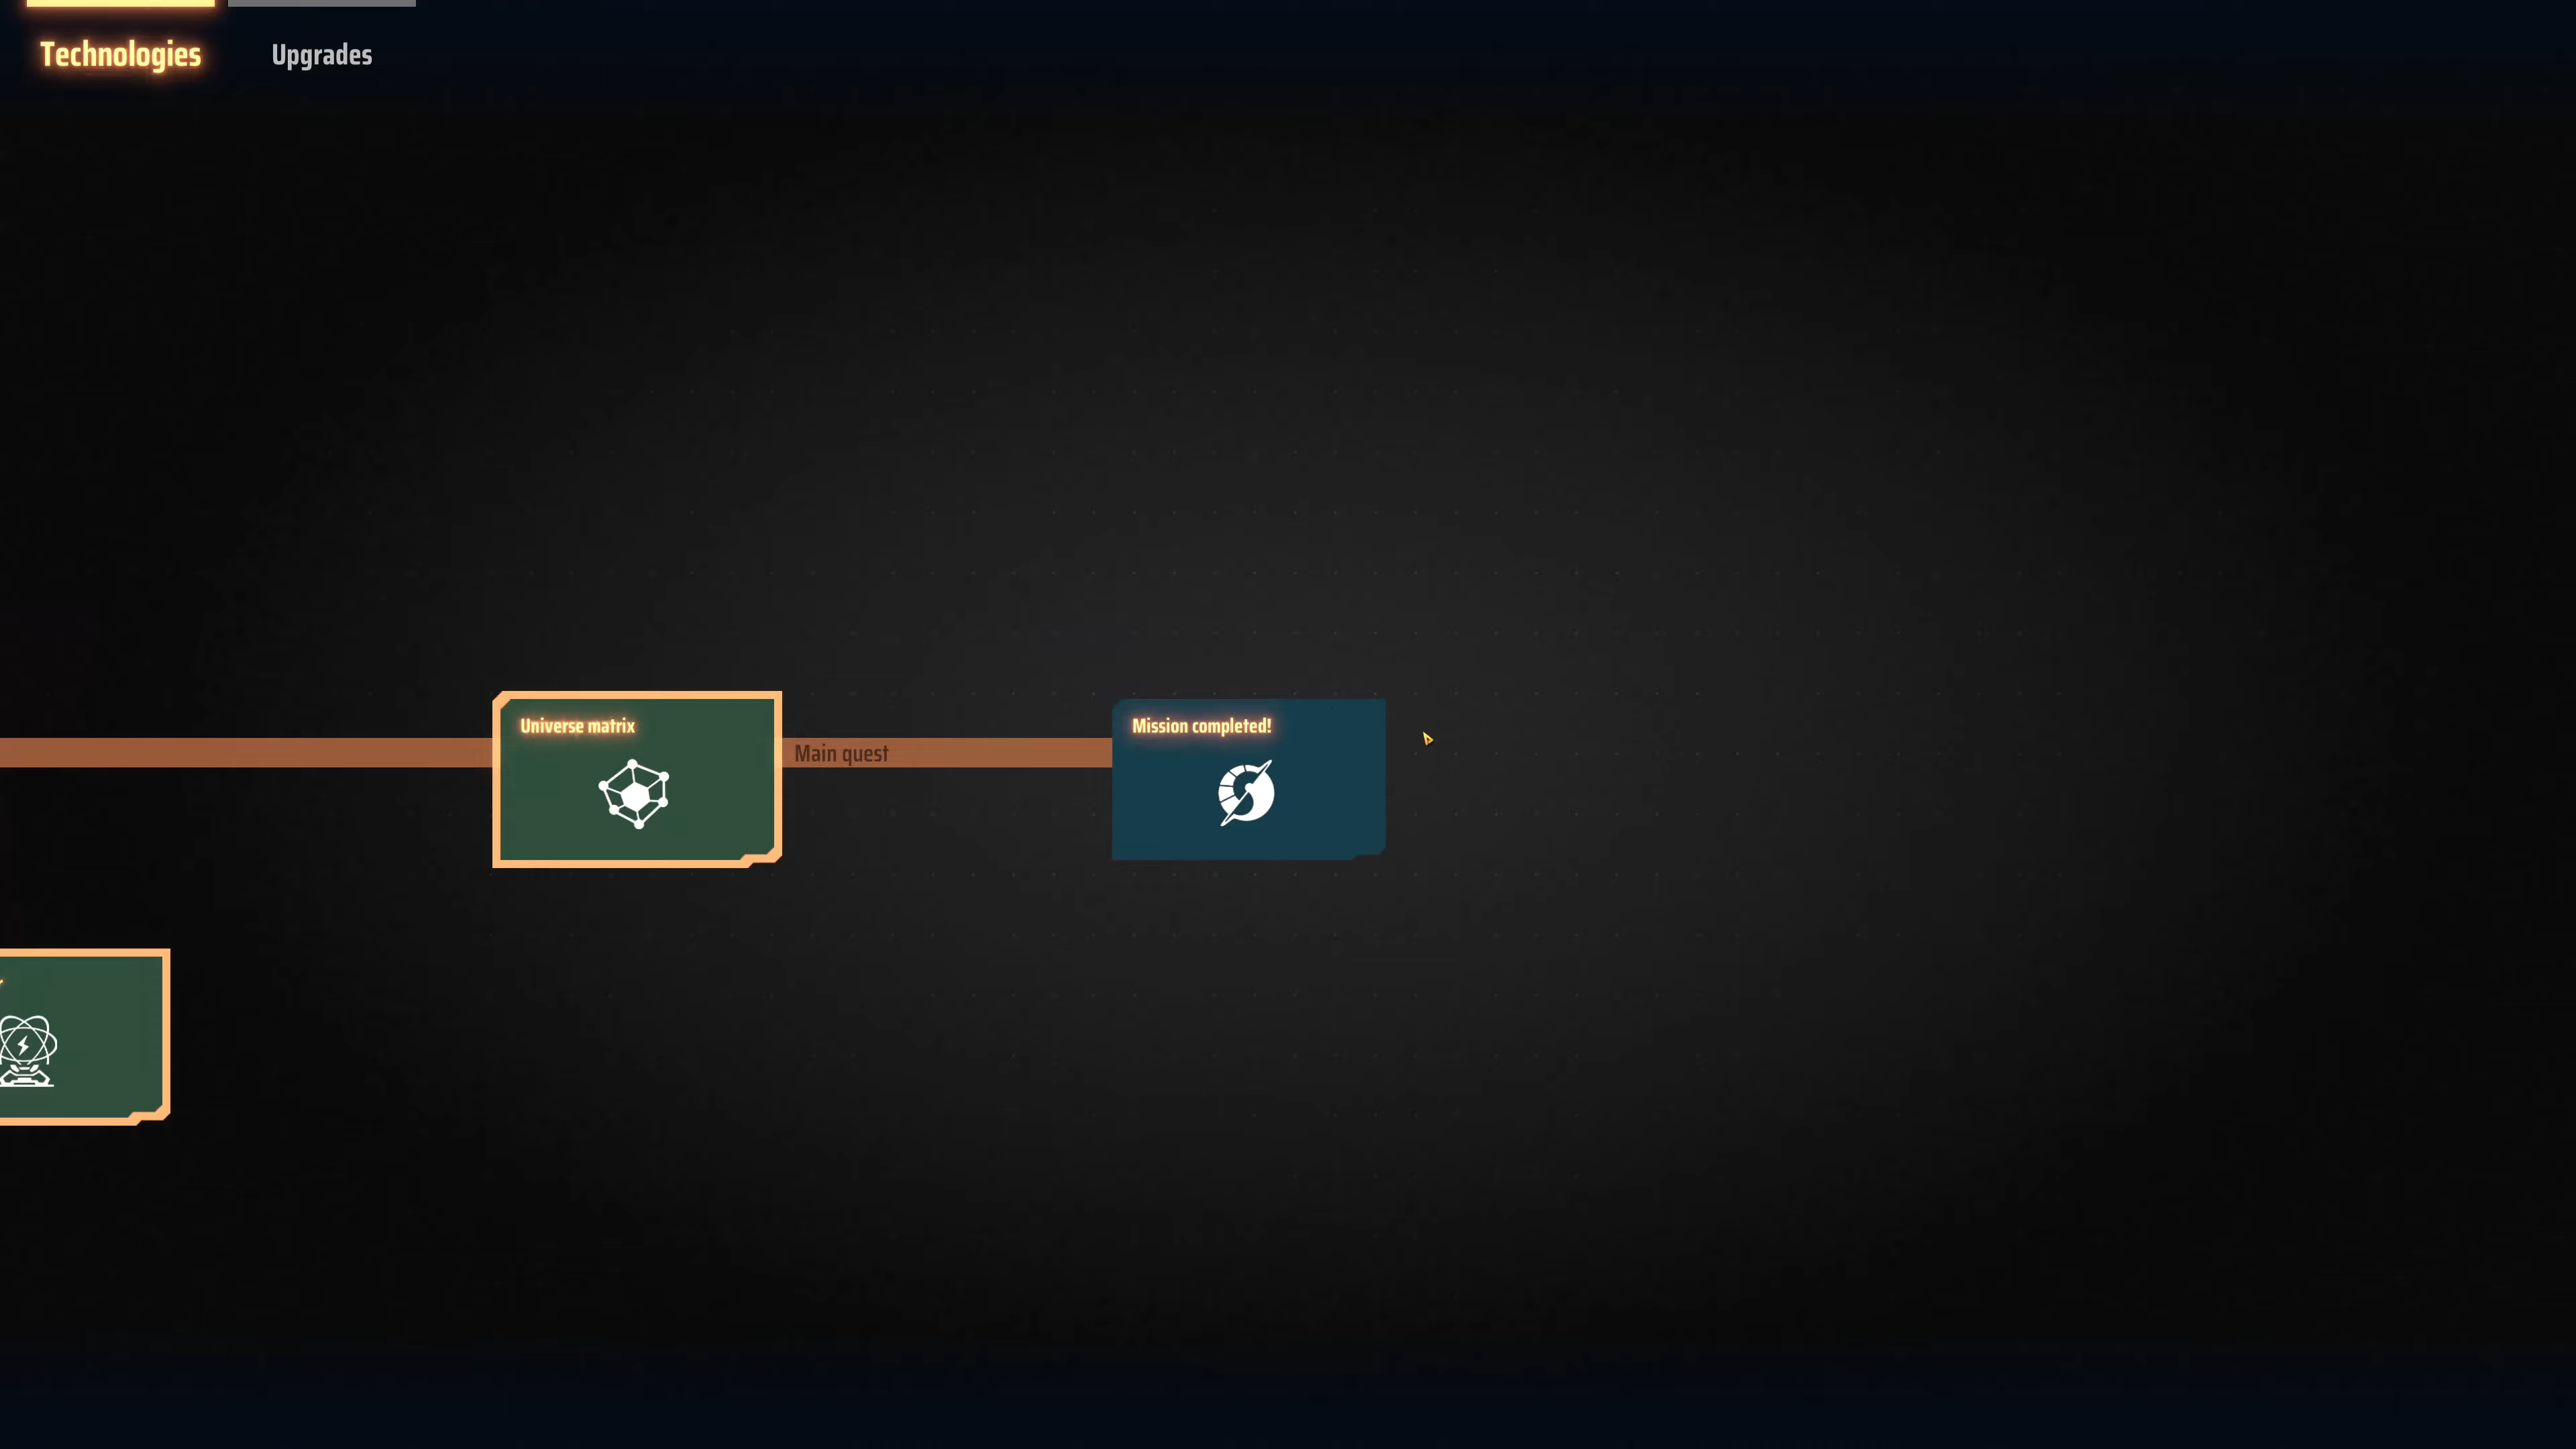 Technologies
Upgrades
Universe matrix
Main quest
Mission completed!